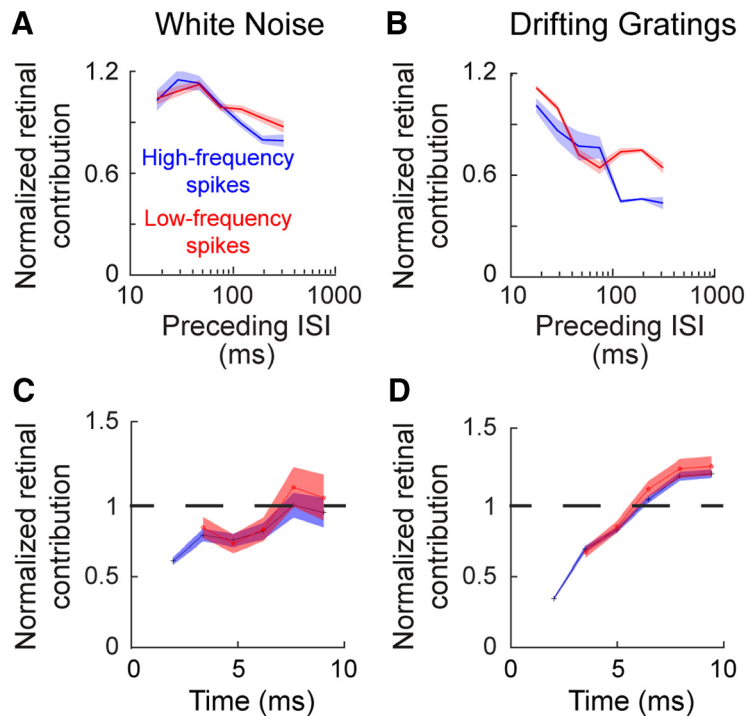 A
White Noise
B
Drifting Gratings
Normalized retinal
contribution
1.2
0.6
0
High-frequency
spikes
Low-frequency
spikes
10
100
1000
Preceding ISI
(ms)
Normalized retinal
contribution
1.2
0.6
0
10
100
1000
Preceding ISI
(ms)
C
Normalized retinal
contribution
1.5
1
0.5
0
0
5
10
Time (ms)
D
Normalized retinal
contribution
1.5
1
0.5
0
0
5
10
Time (ms)